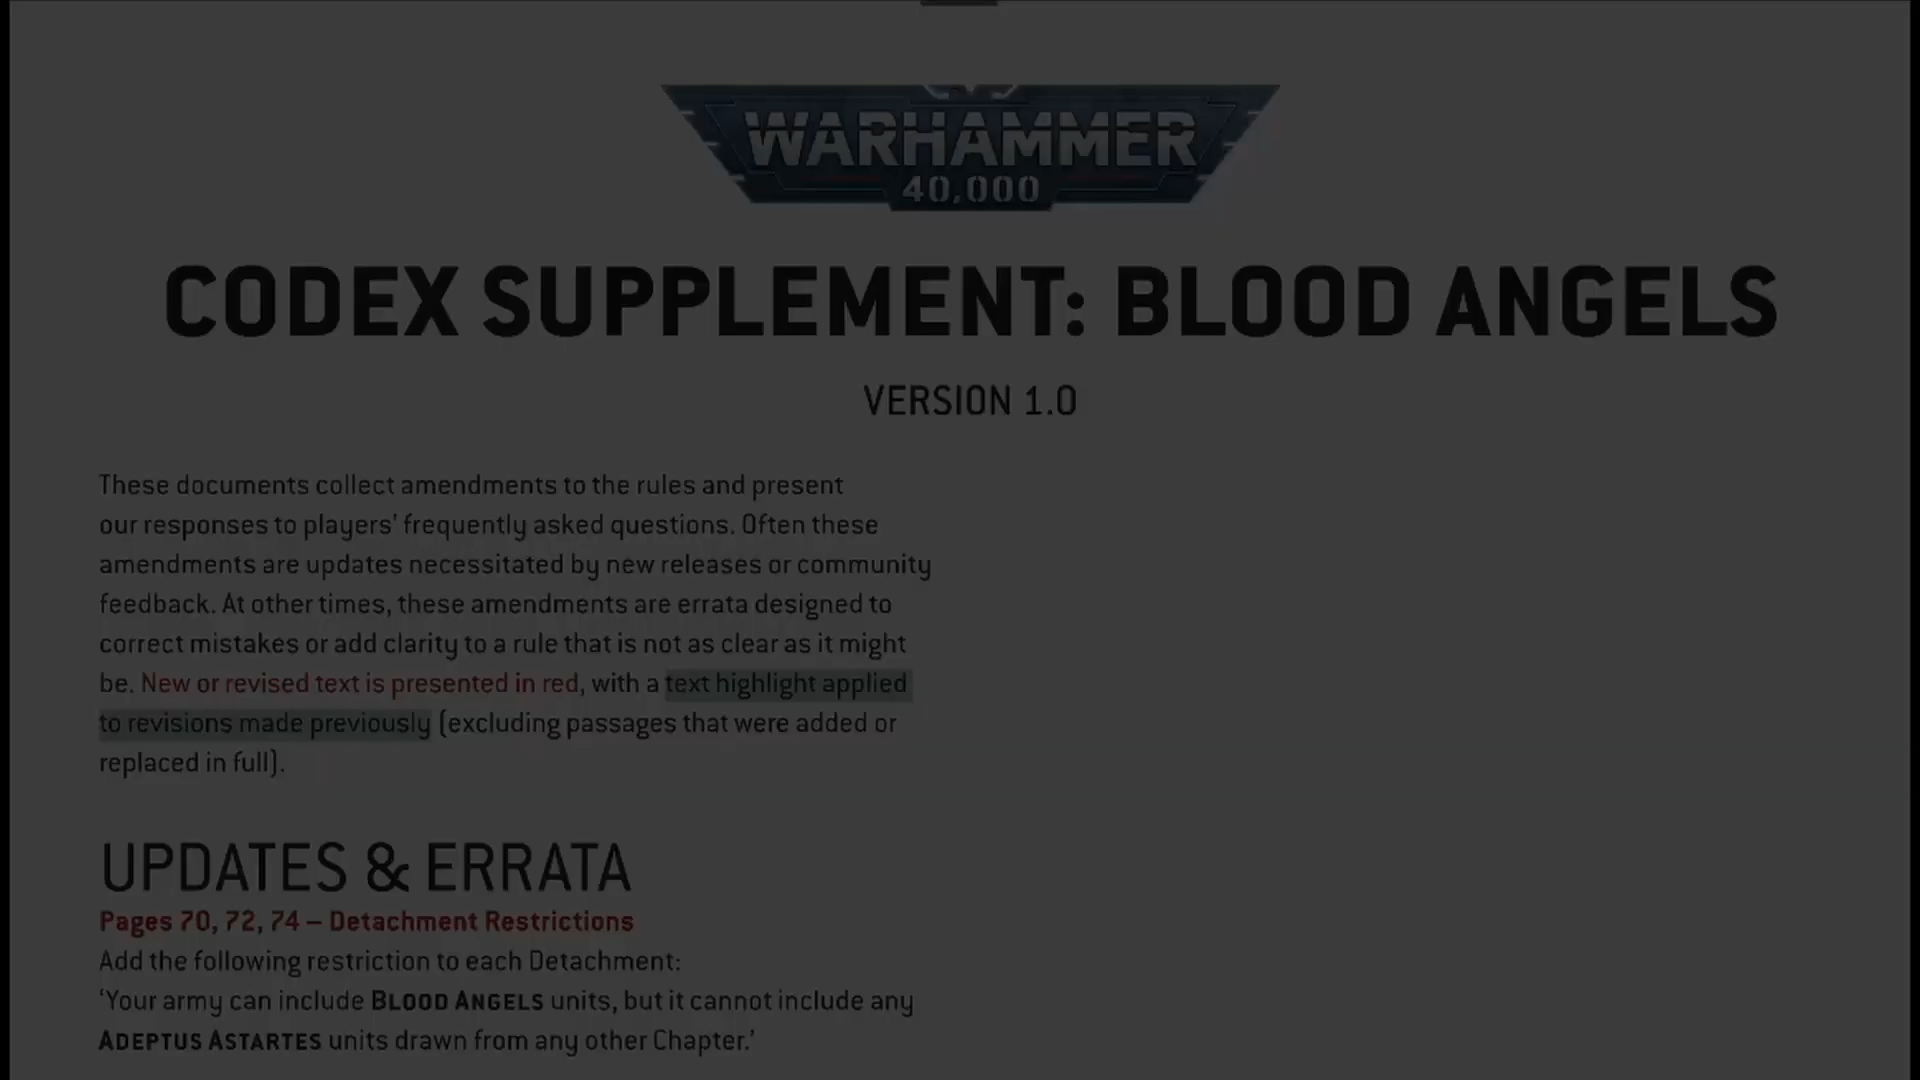 WARHAMMER
40,000
CODEX SUPPLEMENT: BLOOD ANGELS
VERSION 1.0
These documents collect amendments to the rules and present
our responses to players’ frequently asked questions. Often these
amendments are updates necessitated by new releases or community
feedback. At other times, these amendments are errata designed to
correct mistakes or add clarity to a rule that is not as clear as it might
be. New or revised text is presented in red, with a text highlight applied
to revisions made previously (excluding passages that were added or
replaced in full).
UPDATES & ERRATA
Pages 70, 72, 74 – Detachment Restrictions
Add the following restriction to each Detachment:
‘Your army can include BLOOD ANGELS units, but it cannot include any
ADEPTUS ASTARTES units drawn from any other Chapter.’